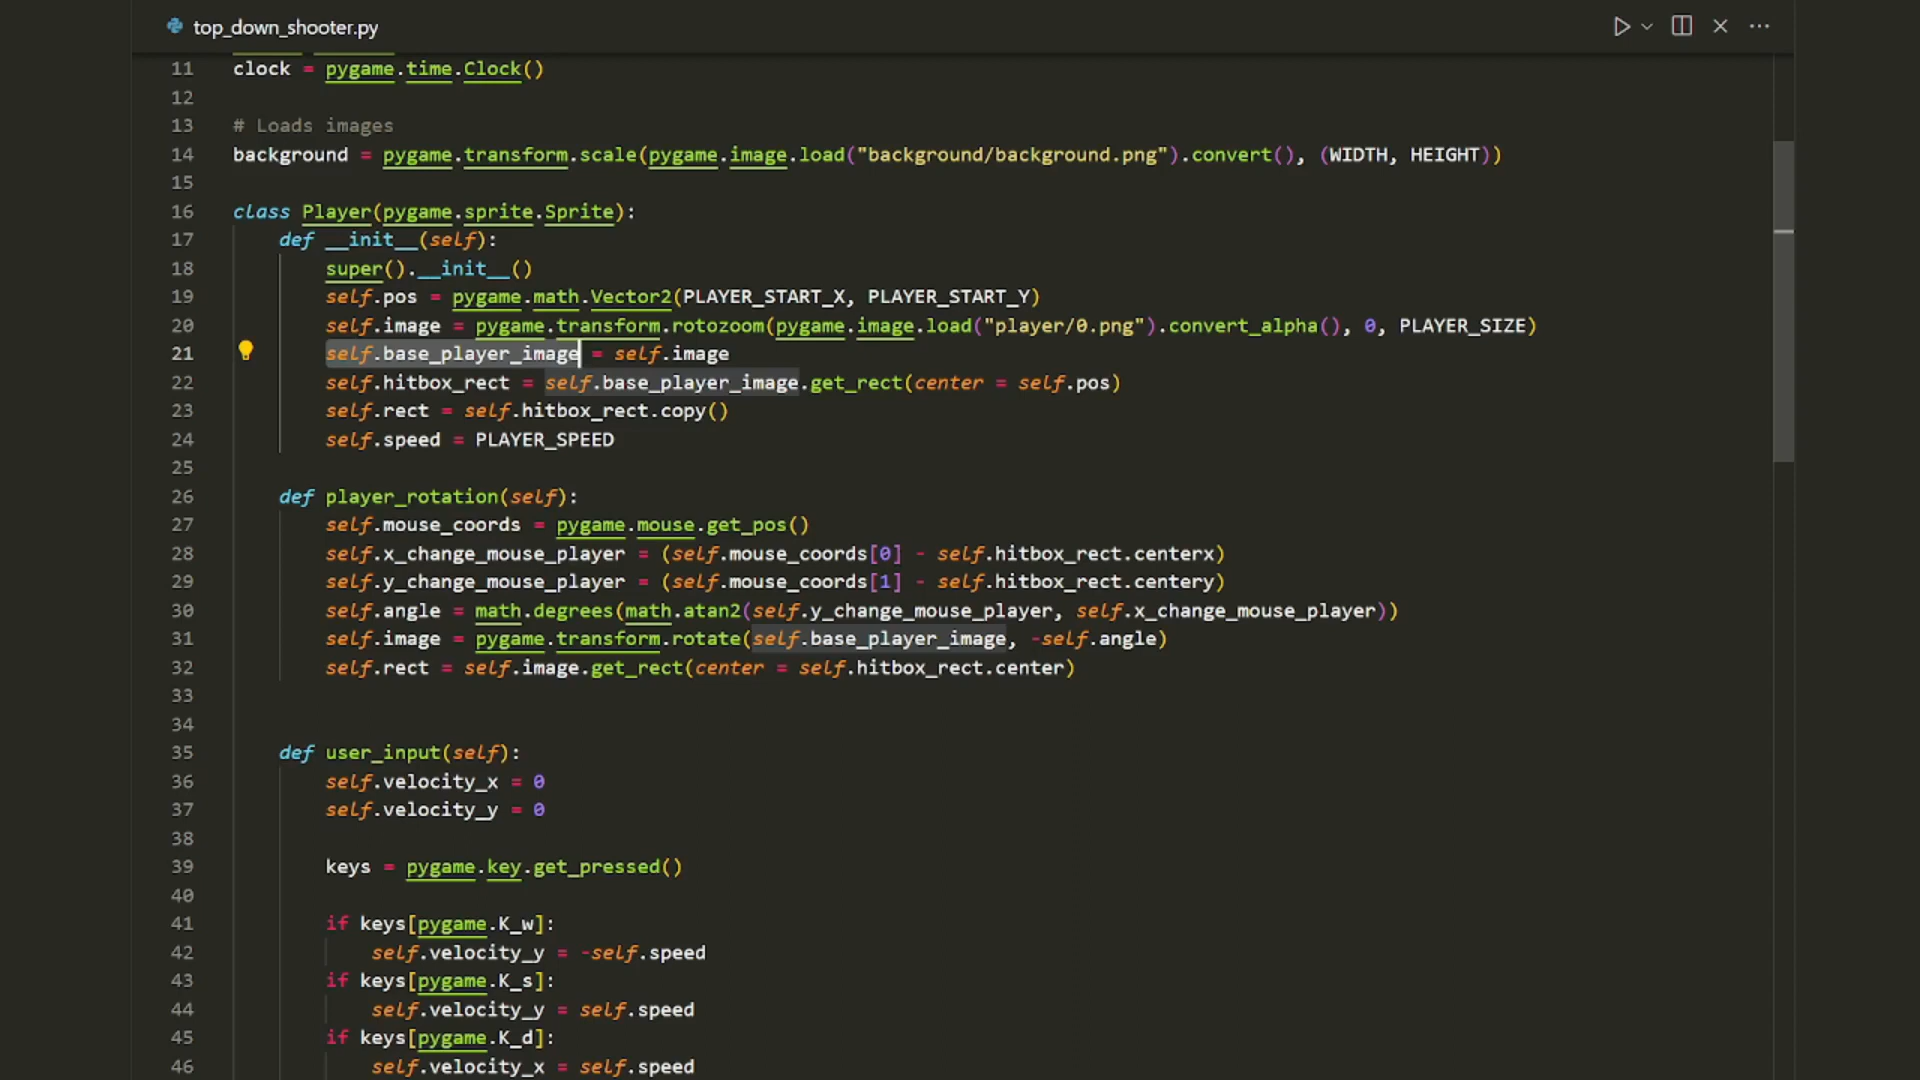 top_down_shooter.py
11 clock = pygame.time.Clock()
12
13 # Loads images
14 background = pygame.transform.scale(pygame.image.load("background/background.png").convert(), (WIDTH, HEIGHT))
15
16 class Player(pygame.sprite.Sprite):
17     def __init__(self):
18         super().__init__()
19         self.pos = pygame.math.Vector2(PLAYER_START_X, PLAYER_START_Y)
20         self.image = pygame.transform.rotozoom(pygame.image.load("player/0.png").convert_alpha(), 0, PLAYER_SIZE)
21         self.base_player_image = self.image
22         self.hitbox_rect = self.base_player_image.get_rect(center = self.pos)
23         self.rect = self.hitbox_rect.copy()
24         self.speed = PLAYER_SPEED
25
26     def player_rotation(self):
27         self.mouse_coords = pygame.mouse.get_pos()
28         self.x_change_mouse_player = (self.mouse_coords[0] - self.hitbox_rect.centerx)
29         self.y_change_mouse_player = (self.mouse_coords[1] - self.hitbox_rect.centery)
30         self.angle = math.degrees(math.atan2(self.y_change_mouse_player, self.x_change_mouse_player))
31         self.image = pygame.transform.rotate(self.base_player_image, -self.angle)
32         self.rect = self.image.get_rect(center = self.hitbox_rect.center)
33
34
35     def user_input(self):
36         self.velocity_x = 0
37         self.velocity_y = 0
38
39         keys = pygame.key.get_pressed()
40
41         if keys[pygame.K_w]:
42             self.velocity_y = -self.speed
43         if keys[pygame.K_s]:
44             self.velocity_y = self.speed
45         if keys[pygame.K_d]:
46             self.velocity_x = self.speed